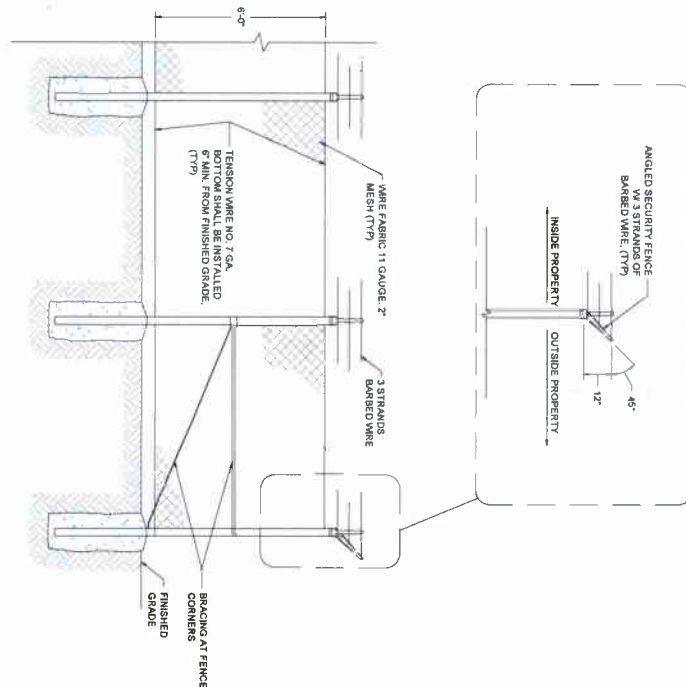 ANGLED SECURITY FENCE
W/ 3 STRANDS OF
BARBED WIRE, (TYP)
INSIDE PROPERTY
OUTSIDE PROPERTY
12"
45°
6'-0"
WIRE FABRIC 11 GAUGE, 2"
MESH (TYP)
3 STRANDS
BARBED WIRE
TENSION WIRE NO. 7 GA.
BOTTOM SHALL BE INSTALLED
6" MIN. FROM FINISHED GRADE,
(TYP)
BRACING AT FENCE
CORNERS
FINISHED
GRADE